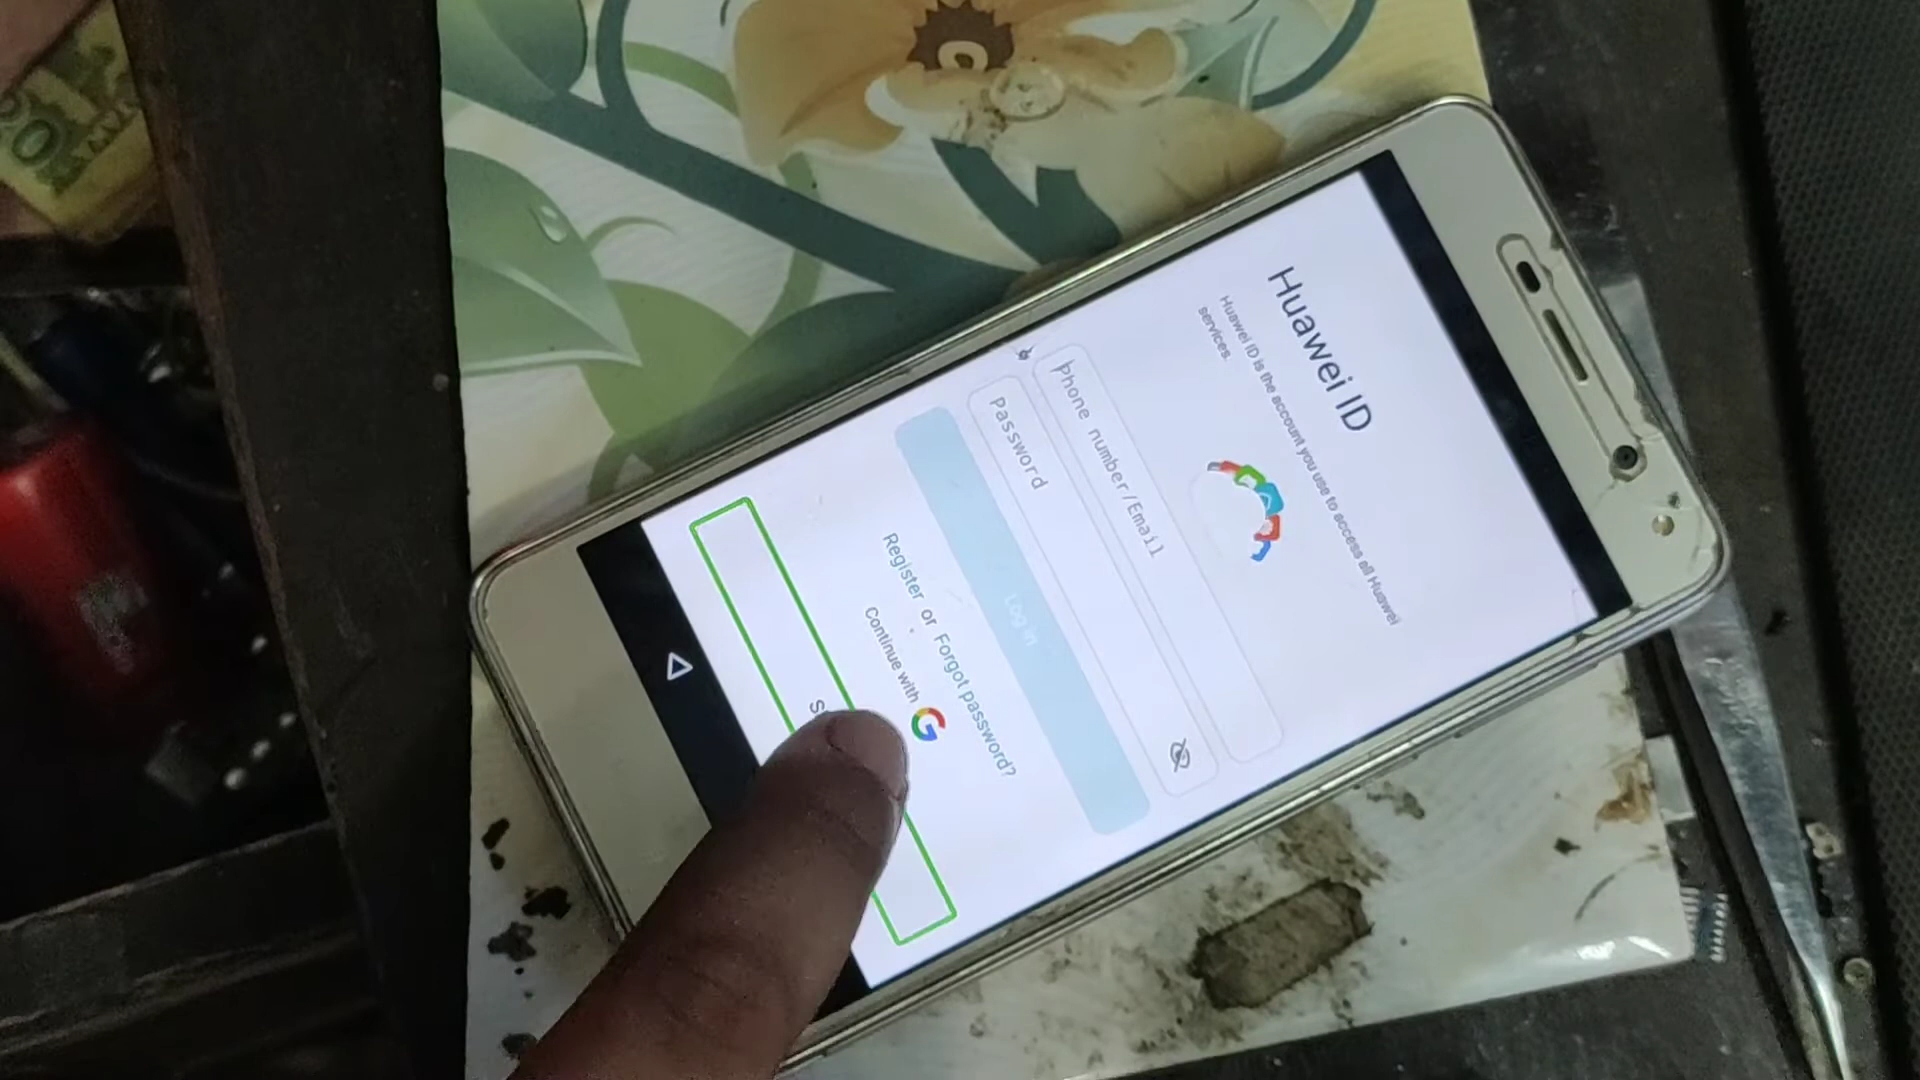 Huawei ID
Huawei ID is the account you use to access all Huawei
services.
Phone number/Email
Password
Log in
Register or Forgot password?
Continue with G